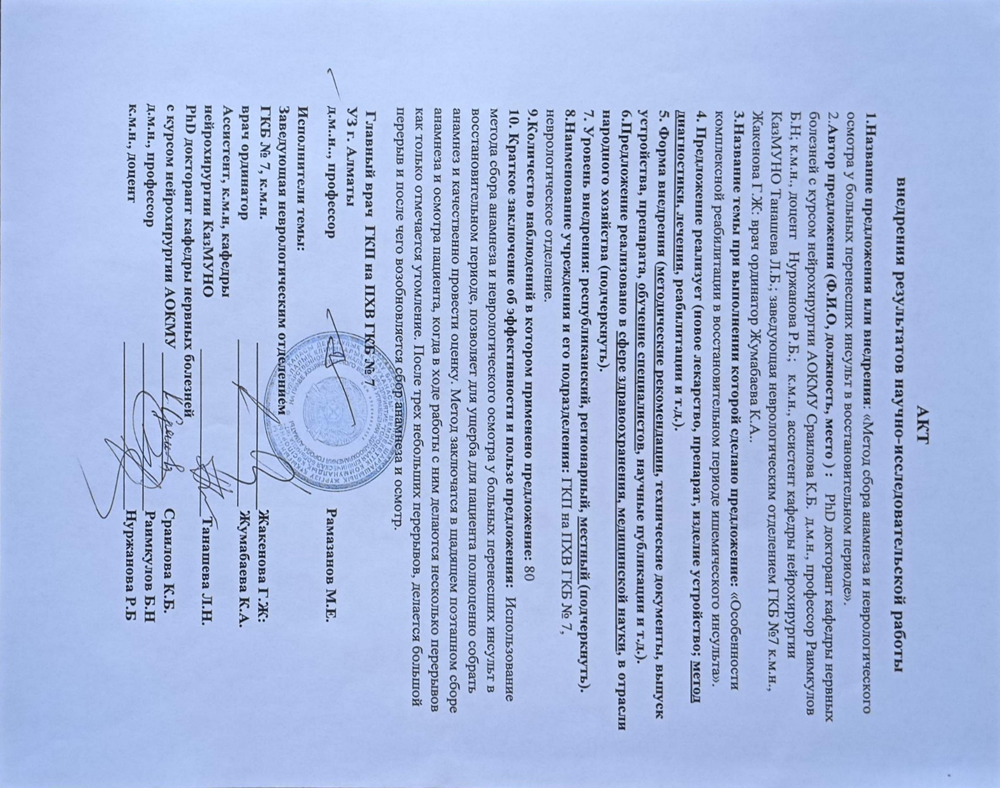 АКТ
внедрения результатов научно-исследовательской работы
1.Название предложения или внедрения: «Метод сбора анамнеза и неврологического
осмотра у больных перенесших инсульт в восстановительном периоде».
2.Автор предложения (Ф.И.О, должность, место ) : PhD докторант кафедры нервных
болезней с курсом нейрохирургии АОКМУ Сраилова К.Б. д.м.н., профессор Раимкулов
Б.Н; к.м.н., доцент Нуржанова Р.Б.; к.м.н., ассистент кафедры нейрохирургии
КазМУНО Танашева Л.Б.; заведующая неврологическим отделением ГКБ №7 к.м.н.,
Жакенова Г.Ж: врач ординатор Жумабаева К.А..
3.Название темы при выполнении которой сделано предложение: «Особенности
комплексной реабилитации в восстановительном периоде ишемического инсульта».
4. Предложение реализует (новое лекарство, препарат, изделие устройство; метод
диагностики, лечения, реабилитации и т.д.).
5. Форма внедрения (методические рекомендации, технические документы, выпуск
устройства, препарата, обучение специалистов, научные публикации и т.д.).
6.Предложение реализовано в сфере здравоохранения, медицинской науки, в отрасли
народного хозяйства (подчеркнуть).
7. Уровень внедрения: республиканский, регионарный, местный (подчеркнуть).
8.Наименование учреждения и его подразделения: ГКП на ПХВ ГКБ № 7,
неврологическое отделение.
9.Количество наблюдений в котором применено предложение: 80
10. Краткое заключение об эффективности и пользе предложения: Использование
метода сбора анамнеза и неврологического осмотра у больных перенесших инсульт в
восстановительном периоде, позволяет для ущерба для пациента полноценно собрать
анамнез и качественно провести оценку. Метод заключатся в щадящем поэтапном сборе
анамнеза и осмотра пациента, когда в ходе работы с ним делаются несколько перерывов
как только отмечается утомление. После трех небольших перерывов, делается большой
перерыв и после чего возобновляется сбор анамнеза и осмотр.
Главный врач ГКП на ПХВ ГКБ № 7
УЗ г. Алматы
д.м..н.., профессор Рамазанов М.Е.
Исполнители темы:
Заведующая неврологическим отделением
ГКБ № 7, к.м.н. Жакенова Г.Ж:
врач ординатор Жумабаева К.А.
Ассистент, к.м.н, кафедры
нейрохирургии КазМУНО Танашева Л.Н.
PhD докторант кафедры нервных болезней
с курсом нейрохирургии АОКМУ Сраилова К.Б.
д.м.н., профессор Раимкулов Б.Н
к.м.н., доцент Нуржанова Р.Б